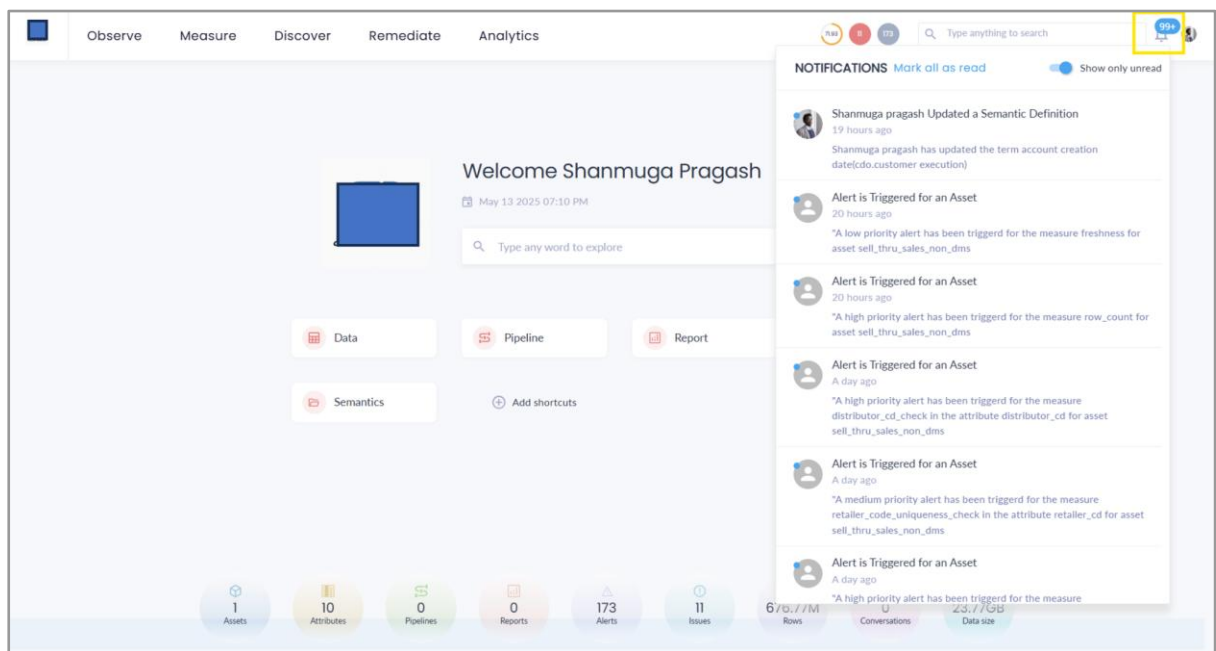 Observe Measure Discover Remediate Analytics
11 173 Type anything to search 99+
NOTIFICATIONS Mark all as read Show only unread
Shanmuga pragash Updated a Semantic Definition
19 hours ago
Shanmuga pragash has updated the term account creation
date(cdo.customer execution)
Alert is Triggered for an Asset
20 hours ago
"A low priority alert has been triggerd for the measure freshness for
asset sell_thru_sales_non_dms
Alert is Triggered for an Asset
20 hours ago
"A high priority alert has been triggerd for the measure row_count for
asset sell_thru_sales_non_dms
Alert is Triggered for an Asset
A day ago
"A high priority alert has been triggerd for the measure
distributor_cd_check in the attribute distributor_cd for asset
sell_thru_sales_non_dms
Alert is Triggered for an Asset
A day ago
"A medium priority alert has been triggerd for the measure
retailer_code_uniqueness_check in the attribute retailer_cd for asset
sell_thru_sales_non_dms
Alert is Triggered for an Asset
A day ago
"A high priority alert has been triggerd for the measure
Welcome Shanmuga Pragash
May 13 2025 07:10 PM
Type any word to explore
Data Pipeline Report
Semantics Add shortcuts
1 10 0 0 173 11 676.77M 0 23.77GB
Assets Attributes Pipelines Reports Alerts Issues Rows Conversations Data size